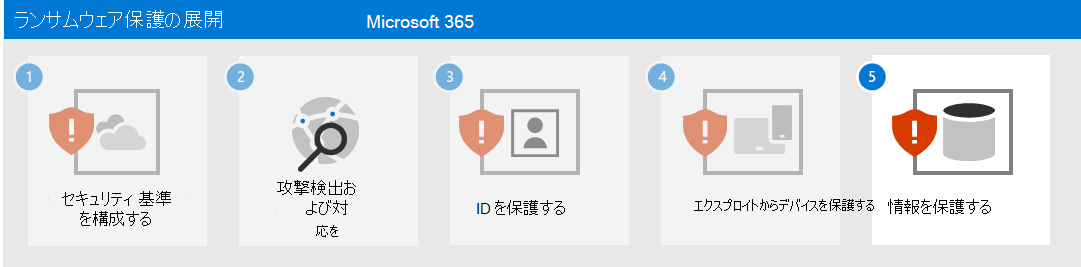 ランサムウェア保護の展開
Microsoft 365
1
2
3
4
5
セキュリティ 基準
を構成する
攻撃検出お
よび対
応を
ID を保護する
エクスプロイトからデバイスを保護する
情報を保護する